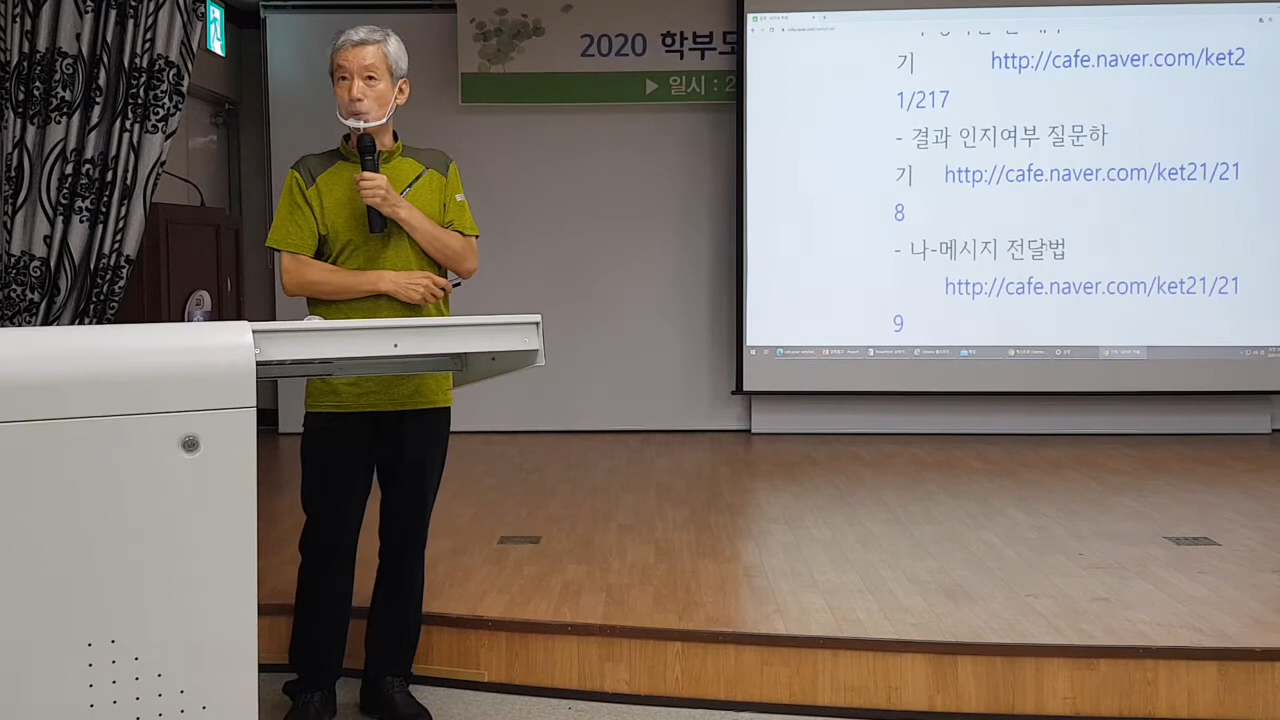 2020 학부모
▶ 일시 : 2
기 http://cafe.naver.com/ket2
1/217
- 결과 인지여부 질문하
기 http://cafe.naver.com/ket21/21
8
- 나-메시지 전달법
http://cafe.naver.com/ket21/21
9